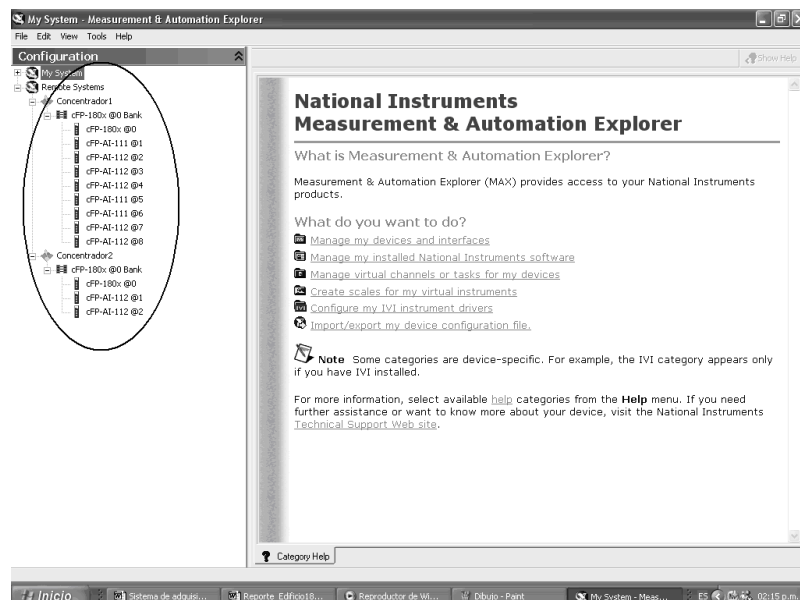 My System - Measurement & Automation Explorer
File Edit View Tools Help
Configuration
Show Help
My System
Remote Systems
Concentrador1
cFP-180x @0 Bank
cFP-180x @0
cFP-AI-111 @1
cFP-AI-112 @2
cFP-AI-112 @3
cFP-AI-112 @4
cFP-AI-111 @5
cFP-AI-111 @6
cFP-AI-112 @7
cFP-AI-112 @8
Concentrador2
cFP-180x @0 Bank
cFP-180x @0
cFP-AI-112 @1
cFP-AI-112 @2
National Instruments
Measurement & Automation Explorer
What is Measurement & Automation Explorer?
Measurement & Automation Explorer (MAX) provides access to your National Instruments
products.
What do you want to do?
Manage my devices and interfaces
Manage my installed National Instruments software
Manage virtual channels or tasks for my devices
Create scales for my virtual instruments
IVI Configure my IVI instrument drivers
Import/export my device configuration file.
Note Some categories are device-specific. For example, the IVI category appears only
if you have IVI installed.
For more information, select available help categories from the Help menu. If you need
further assistance or want to know more about your device, visit the National Instruments
Technical Support Web site.
Category Help
Inicio Sistema de adquisi... Reporte_Edificio18... Reproductor de Wi... Dibujo - Paint My System - Meas... ES 02:15 p.m.